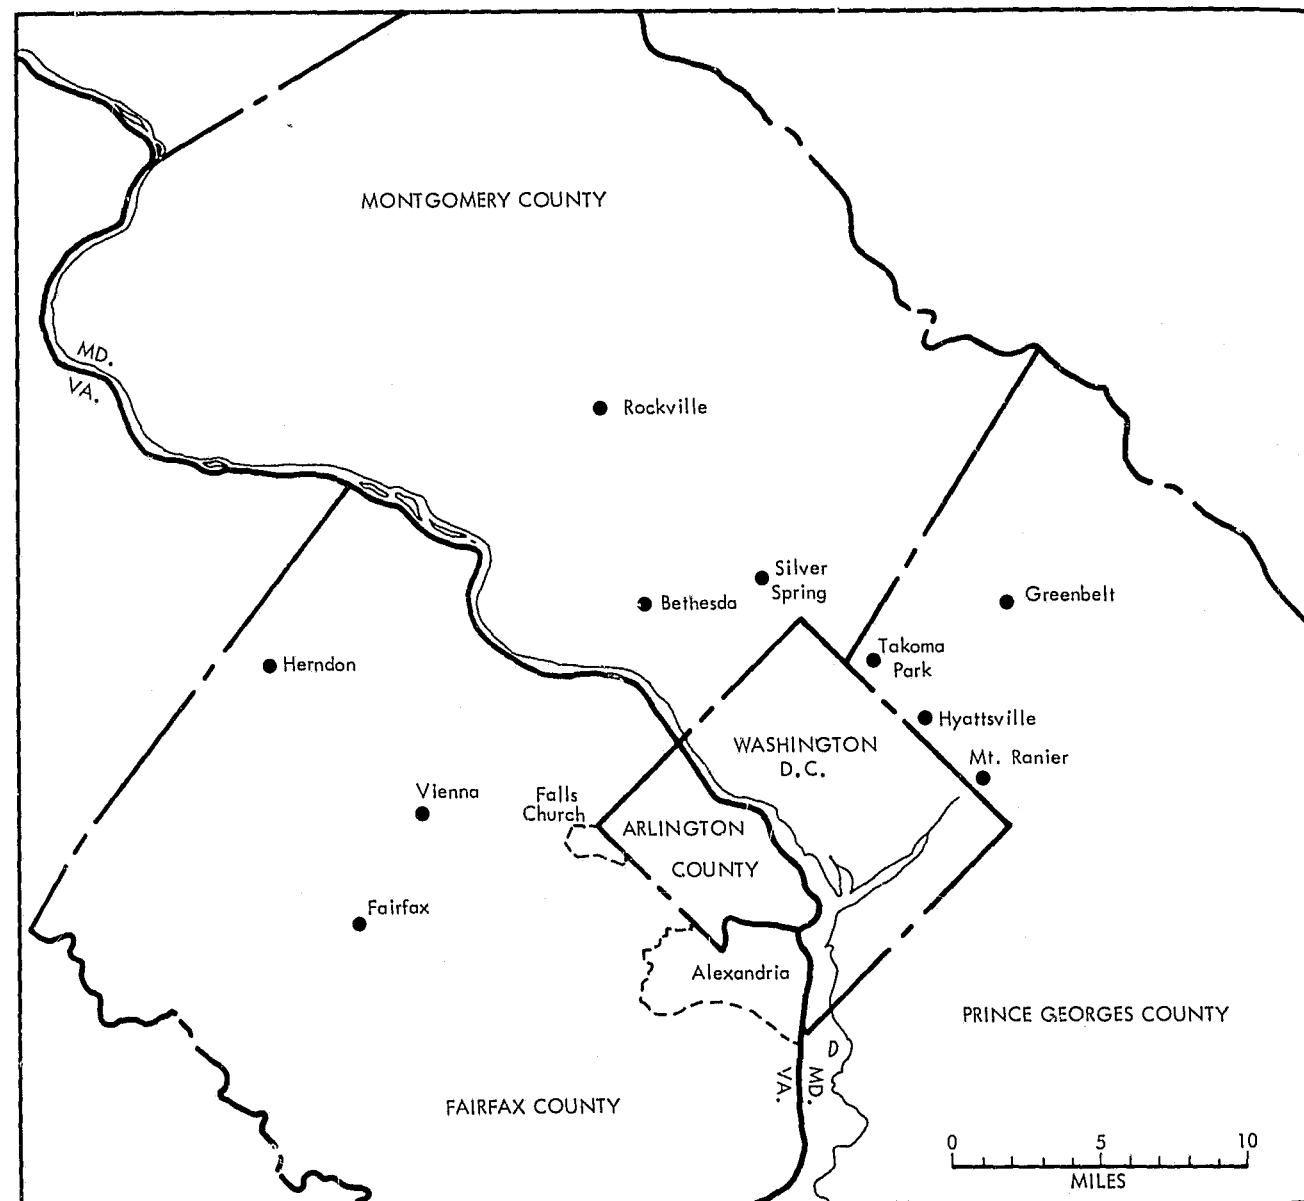 MONTGOMERY COUNTY
MD.
VA.
Rockville
Silver
Spring
Bethesda
Greenbelt
Takoma
Park
Herndon
Hyattsville
WASHINGTON
D.C.
Mt. Ranier
Vienna
Falls
Church
ARLINGTON
COUNTY
Fairfax
Alexandria
PRINCE GEORGES COUNTY
D
MD.
VA.
FAIRFAX COUNTY
0 5 10
MILES